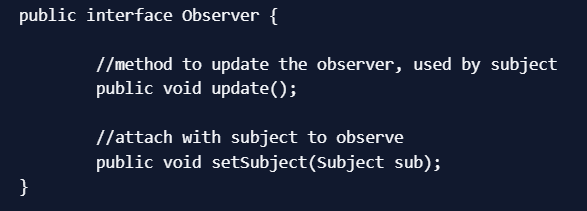 public interface Observer {
//method to update the observer, used by subject
public void update();
//attach with subject to observe
public void setSubject(Subject sub);
}